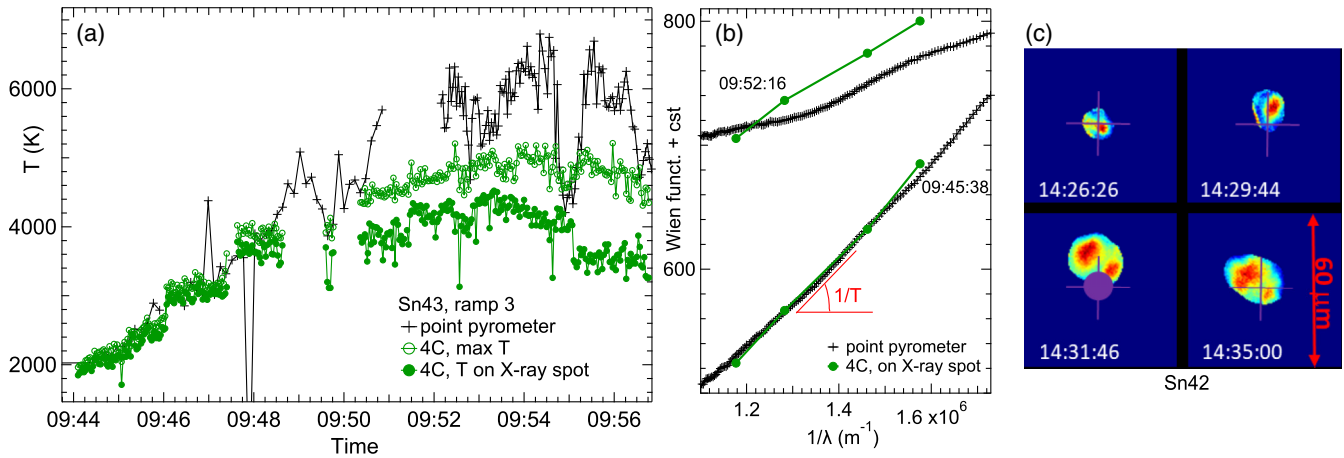 (a)
T (K)
6000
4000
2000
09:44
09:46
09:48
09:50
09:52
09:54
09:56
Time
Sn43, ramp 3
point pyrometer
4C, max T
4C, T on X-ray spot
(b)
Wien funct. + cst
800
600
09:52:16
09:45:38
1/T
point pyrometer
4C, on X-ray spot
1.2
1.4
1.6 x10⁶
1/λ (m⁻¹)
(c)
14:26:26
14:29:44
14:31:46
14:35:00
60 µm
Sn42